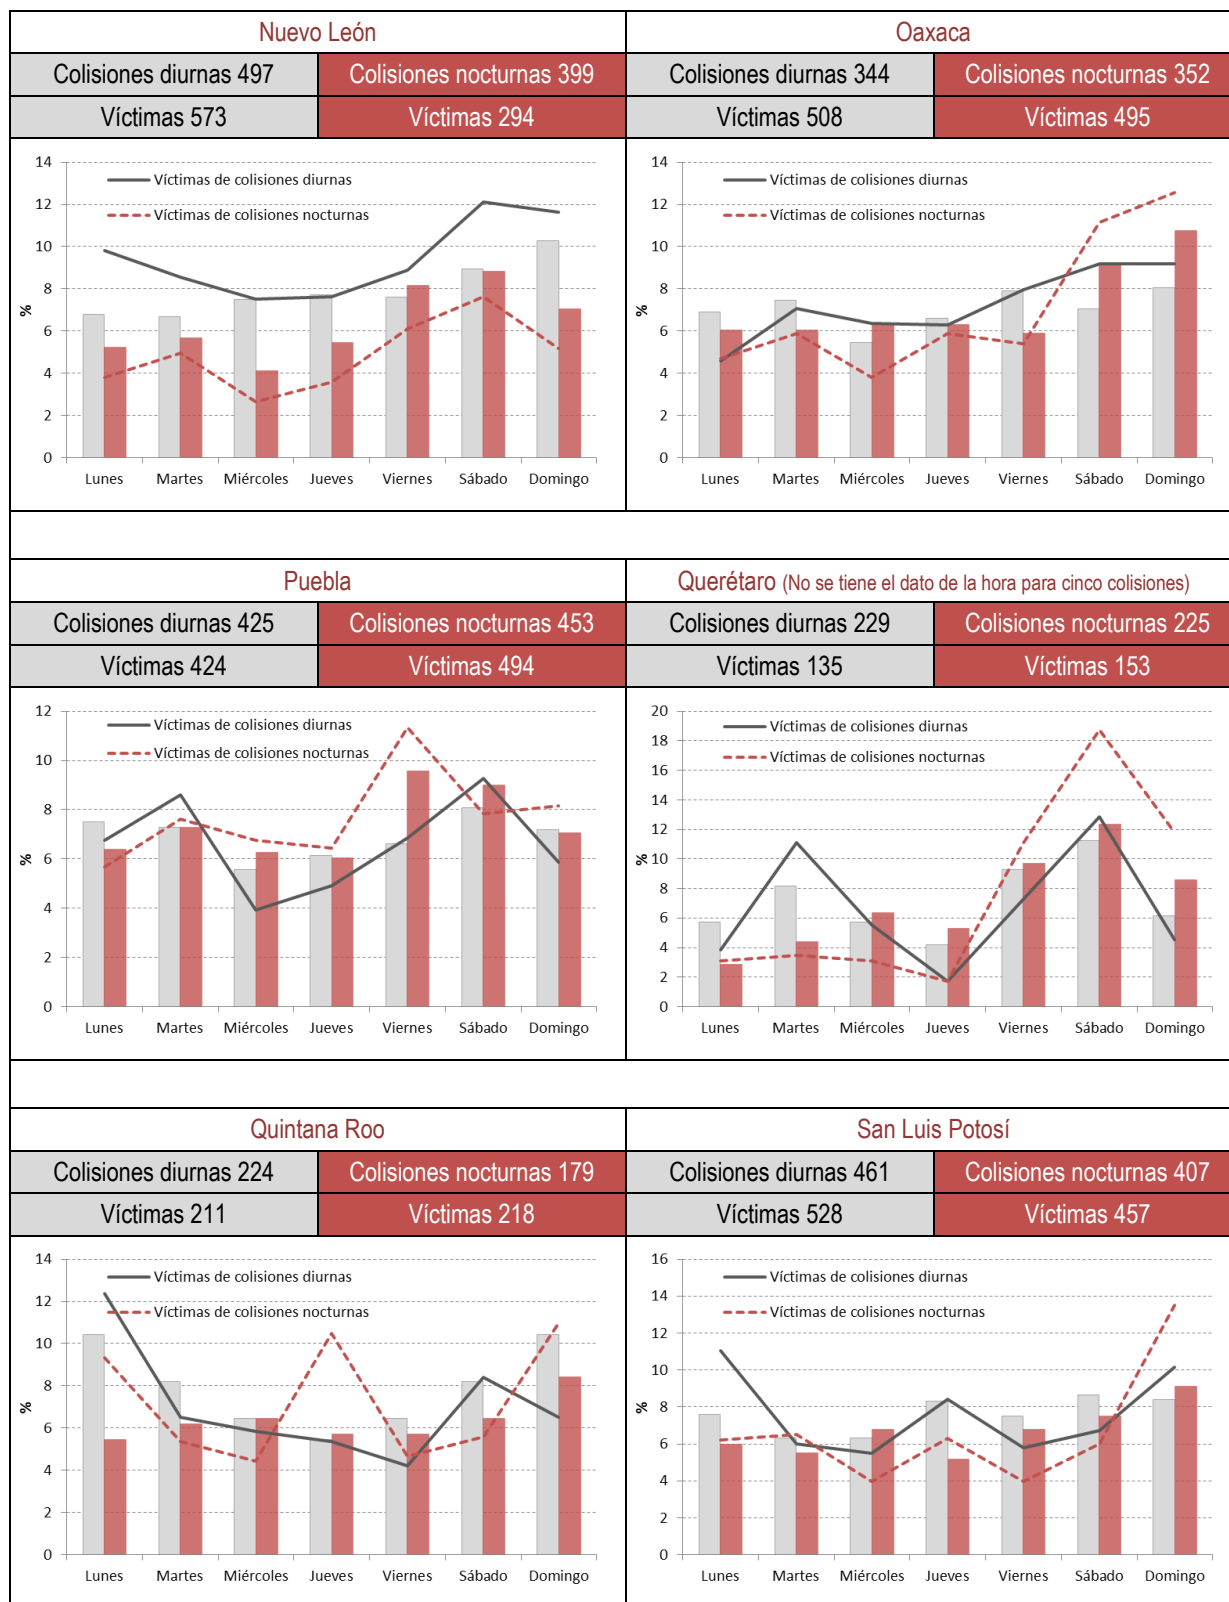 Nuevo León
Oaxaca
Colisiones diurnas 497
Colisiones nocturnas 399
Colisiones diurnas 344
Colisiones nocturnas 352
Víctimas 573
Víctimas 294
Víctimas 508
Víctimas 495
14
12
10
8
6
4
2
0
%
Víctimas de colisiones diurnas
Víctimas de colisiones nocturnas
Lunes Martes Miércoles Jueves Viernes Sábado Domingo
14
12
10
8
6
4
2
0
%
Víctimas de colisiones diurnas
Víctimas de colisiones nocturnas
Lunes Martes Miércoles Jueves Viernes Sábado Domingo
Puebla
Querétaro (No se tiene el dato de la hora para cinco colisiones)
Colisiones diurnas 425
Colisiones nocturnas 453
Colisiones diurnas 229
Colisiones nocturnas 225
Víctimas 424
Víctimas 494
Víctimas 135
Víctimas 153
12
10
8
6
4
2
0
%
Víctimas de colisiones diurnas
Víctimas de colisiones nocturnas
Lunes Martes Miércoles Jueves Viernes Sábado Domingo
20
18
16
14
12
10
8
6
4
2
0
%
Víctimas de colisiones diurnas
Víctimas de colisiones nocturnas
Lunes Martes Miércoles Jueves Viernes Sábado Domingo
Quintana Roo
San Luis Potosí
Colisiones diurnas 224
Colisiones nocturnas 179
Colisiones diurnas 461
Colisiones nocturnas 407
Víctimas 211
Víctimas 218
Víctimas 528
Víctimas 457
14
12
10
8
6
4
2
0
%
Víctimas de colisiones diurnas
Víctimas de colisiones nocturnas
Lunes Martes Miércoles Jueves Viernes Sábado Domingo
16
14
12
10
8
6
4
2
0
%
Víctimas de colisiones diurnas
Víctimas de colisiones nocturnas
Lunes Martes Miércoles Jueves Viernes Sábado Domingo